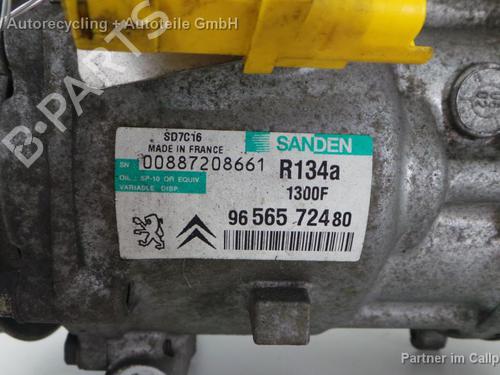 Autorecycling + Autoteile GmbH
B-PARTS
SD7C16
MADE IN FRANCE
SANDEN
SN 00887208661
R134a
OIL : SP-10 OR EQUIV.
VARIABLE DISP.
1300F
96 565 724 80
Partner im Callp